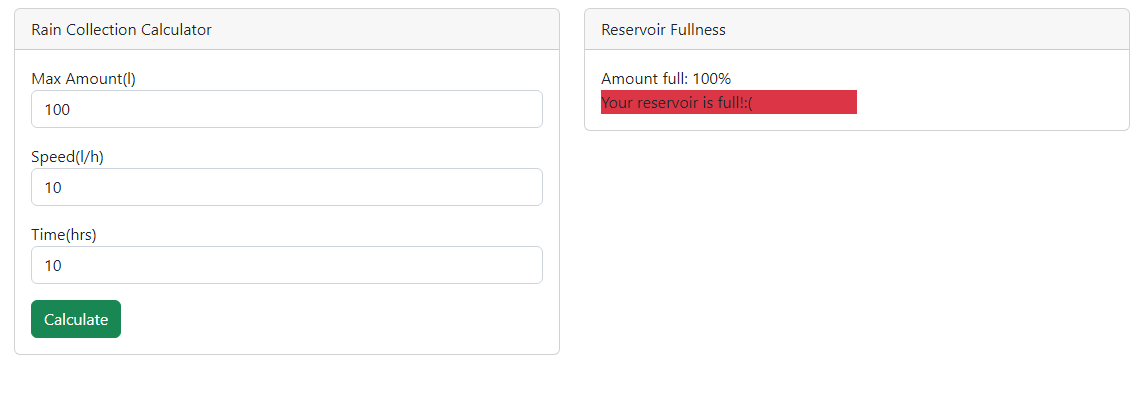 Rain Collection Calculator
Max Amount(l)
100
Speed(l/h)
10
Time(hrs)
10
Calculate
Reservoir Fullness
Amount full: 100%
Your reservoir is full!:(